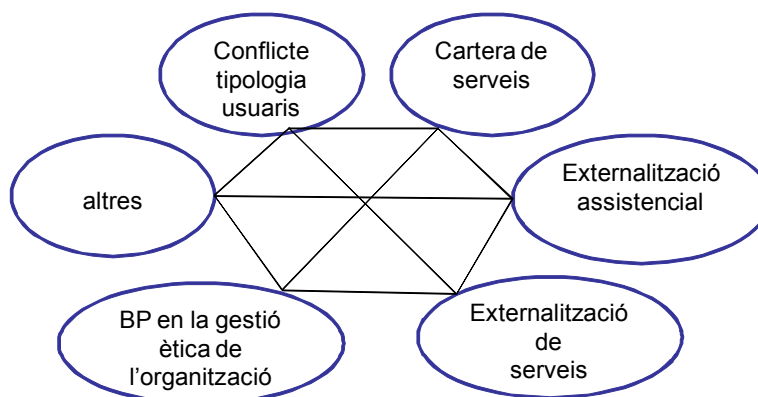 Conflicte
tipologia
usuaris
Cartera de
serveis
altres
Externalització
assistencial
BP en la gestió
ètica de
l’organització
Externalització
de
serveis